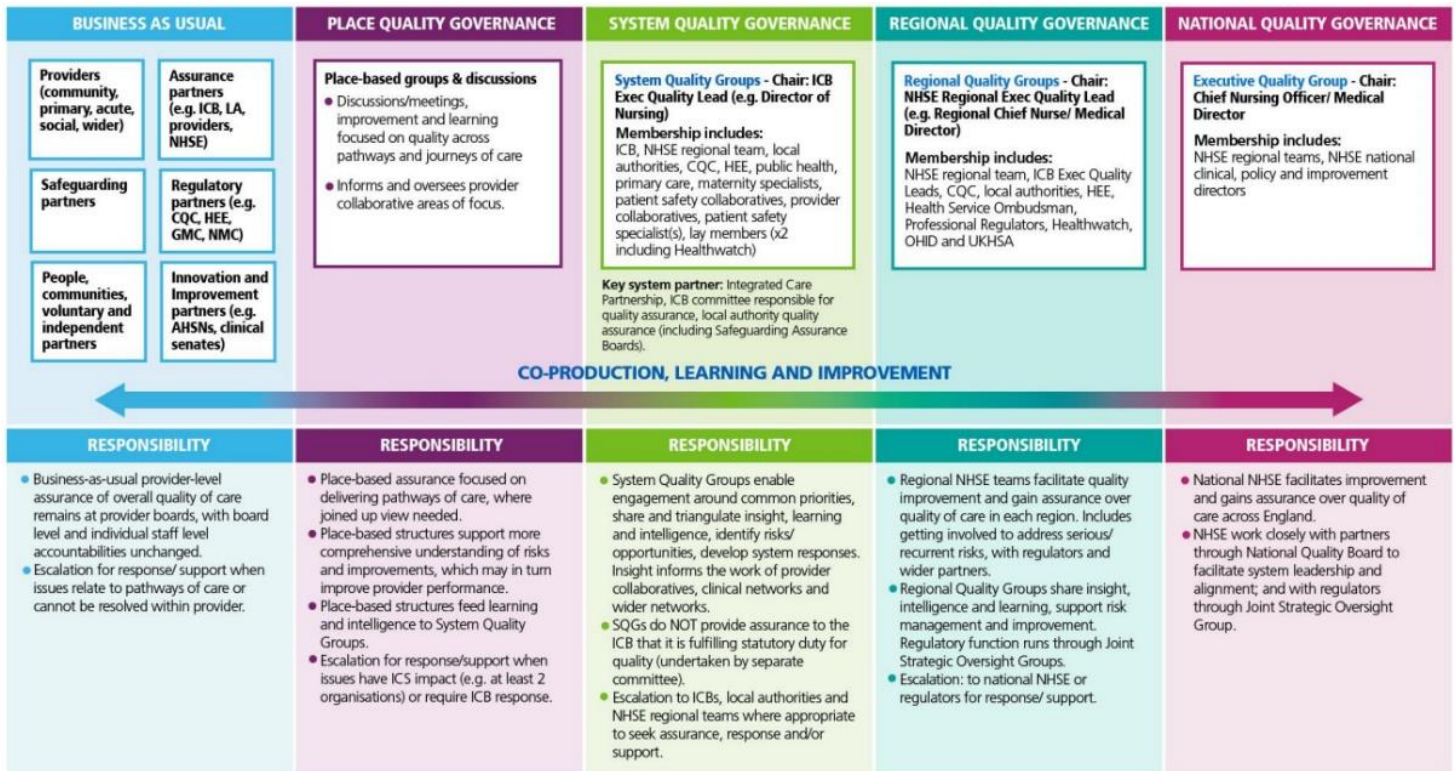 BUSINESS AS USUAL
Providers
(community,
primary, acute,
social, wider)
Assurance
partners
(e.g. ICB, LA,
providers,
NHSE)
Safeguarding
partners
Regulatory
partners (e.g.
CQC, HEE,
GMC, NMC)
People,
communities,
voluntary and
independent
partners
Innovation and
Improvement
partners (e.g.
AHSNs, clinical
senates)
PLACE QUALITY GOVERNANCE
Place-based groups & discussions
• Discussions/meetings,
improvement and learning
focused on quality across
pathways and journeys of care
• Informs and oversees provider
collaborative areas of focus.
SYSTEM QUALITY GOVERNANCE
System Quality Groups - Chair: ICB
Exec Quality Lead (e.g. Director of
Nursing)
Membership includes:
ICB, NHSE regional team, local
authorities, CQC, HEE, public health,
primary care, maternity specialists,
patient safety collaboratives, provider
collaboratives, patient safety
specialist(s), lay members (x2
including Healthwatch)
Key system partner: Integrated Care
Partnership, ICB committee responsible for
quality assurance, local authority quality
assurance (including Safeguarding Assurance
Boards).
REGIONAL QUALITY GOVERNANCE
Regional Quality Groups - Chair:
NHSE Regional Exec Quality Lead
(e.g. Regional Chief Nurse/ Medical
Director)
Membership includes:
NHSE regional team, ICB Exec Quality
Leads, CQC, local authorities, HEE,
Health Service Ombudsman,
Professional Regulators, Healthwatch,
OHID and UKHSA
NATIONAL QUALITY GOVERNANCE
Executive Quality Group - Chair:
Chief Nursing Officer/ Medical
Director
Membership includes:
NHSE regional teams, NHSE national
clinical, policy and improvement
directors
CO-PRODUCTION, LEARNING AND IMPROVEMENT
RESPONSIBILITY
• Business-as-usual provider-level
assurance of overall quality of care
remains at provider boards, with board
level and individual staff level
accountabilities unchanged.
• Escalation for response/ support when
issues relate to pathways of care or
cannot be resolved within provider.
RESPONSIBILITY
• Place-based assurance focused on
delivering pathways of care, where
joined up view needed.
• Place-based structures support more
comprehensive understanding of risks
and improvements, which may in turn
improve provider performance.
• Place-based structures feed learning
and intelligence to System Quality
Groups.
• Escalation for response/support when
issues have ICS impact (e.g. at least 2
organisations) or require ICB response.
RESPONSIBILITY
• System Quality Groups enable
engagement around common priorities,
share and triangulate insight, learning
and intelligence, identify risks/
opportunities, develop system responses.
Insight informs the work of provider
collaboratives, clinical networks and
wider networks.
• SQGs do NOT provide assurance to the
ICB that it is fulfilling statutory duty for
quality (undertaken by separate
committee).
• Escalation to ICBs, local authorities and
NHSE regional teams where appropriate
to seek assurance, response and/or
support.
RESPONSIBILITY
• Regional NHSE teams facilitate quality
improvement and gain assurance over
quality of care in each region. Includes
getting involved to address serious/
recurrent risks, with regulators and
wider partners.
• Regional Quality Groups share insight,
intelligence and learning, support risk
management and improvement.
Regulatory function runs through Joint
Strategic Oversight Groups.
• Escalation: to national NHSE or
regulators for response/ support.
RESPONSIBILITY
• National NHSE facilitates improvement
and gains assurance over quality of
care across England.
• NHSE work closely with partners
through National Quality Board to
facilitate system leadership and
alignment; and with regulators
through Joint Strategic Oversight
Group.